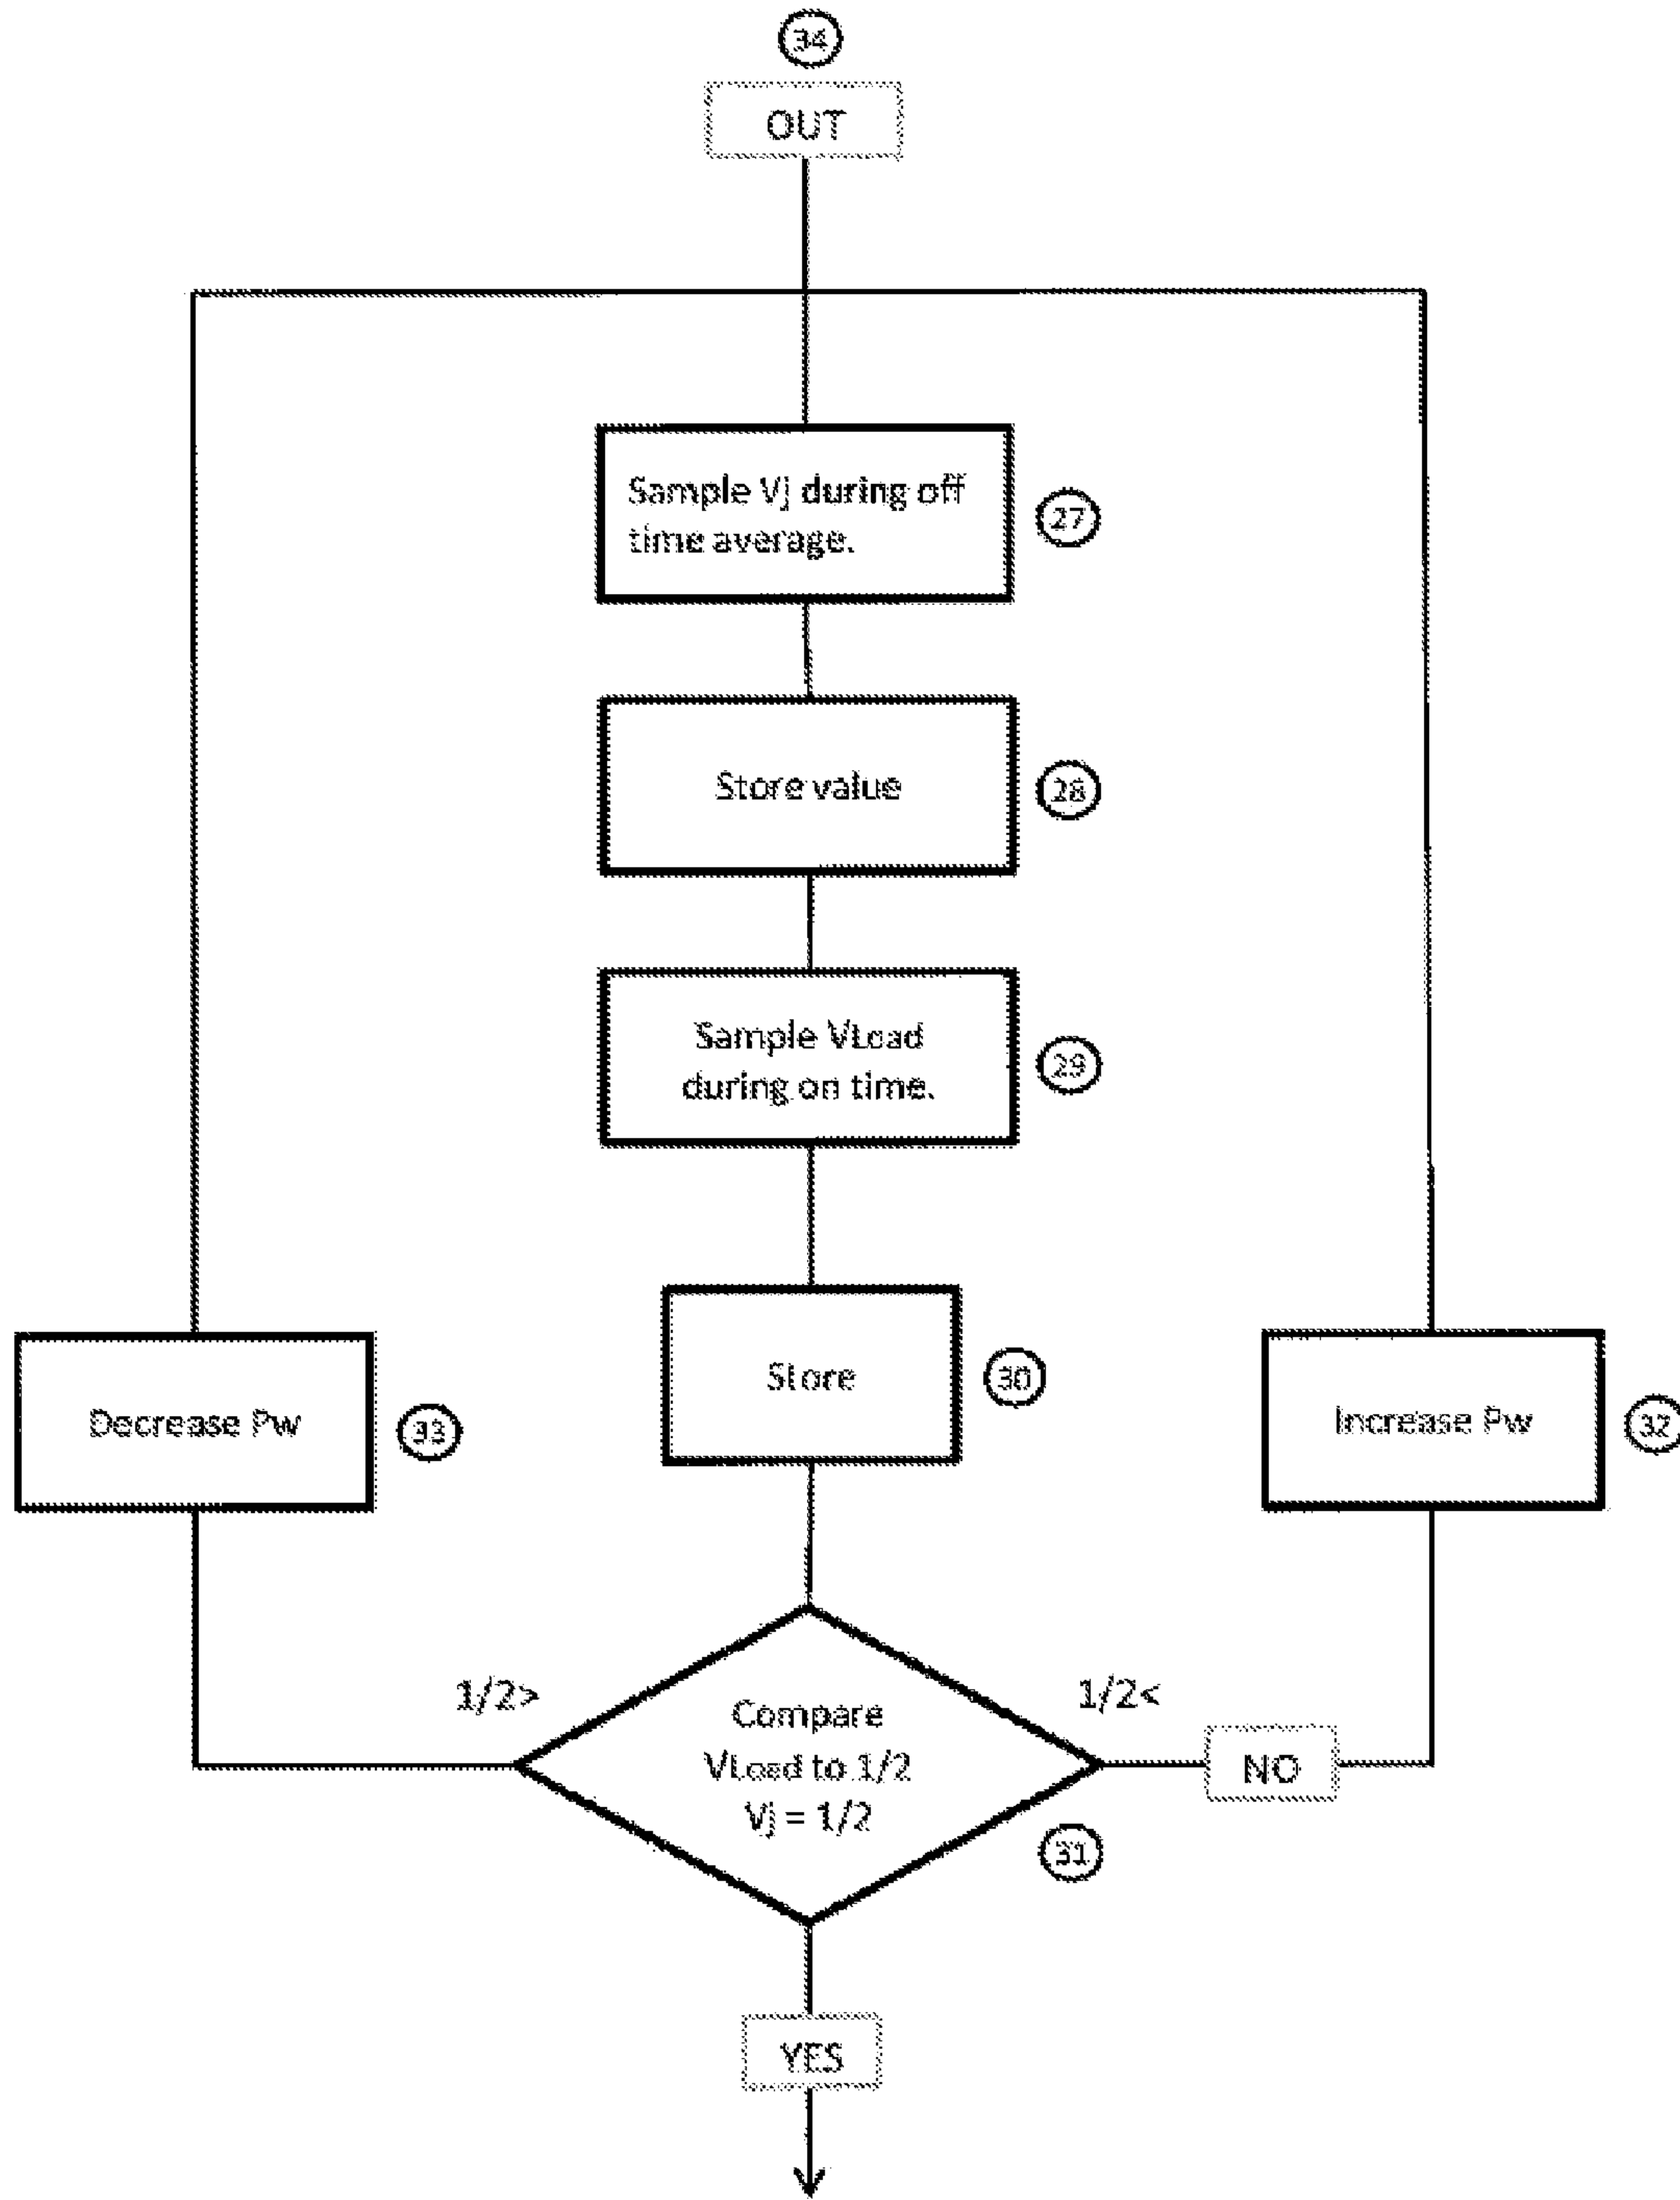 34
OUT
Sample Vj during off
time average.
27
Store value
28
Sample VLoad
during on time.
29
Store
30
Decrease Pw
33
Increase Pw
32
1/2>
1/2<
Compare
VLoad to 1/2
Vj = 1/2
NO
31
YES